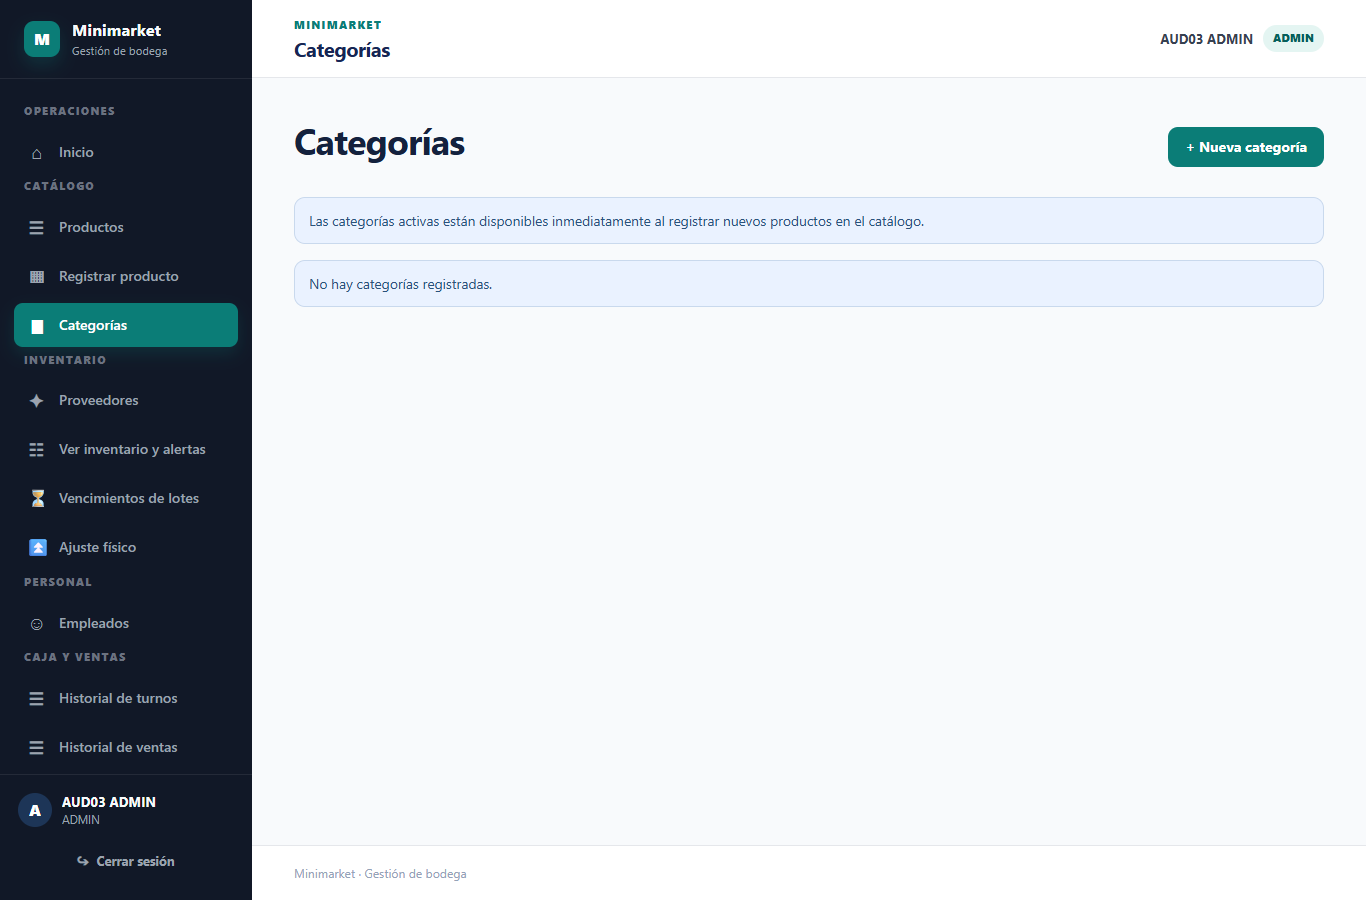 M
Minimarket
Gestión de bodega
OPERACIONES
Inicio
CATÁLOGO
Productos
Registrar producto
Categorías
INVENTARIO
Proveedores
Ver inventario y alertas
Vencimientos de lotes
Ajuste físico
PERSONAL
Empleados
CAJA Y VENTAS
Historial de turnos
Historial de ventas
A
AUD03 ADMIN
ADMIN
Cerrar sesión
MINIMARKET
Categorías
AUD03 ADMIN
ADMIN
Categorías
+ Nueva categoría
Las categorías activas están disponibles inmediatamente al registrar nuevos productos en el catálogo.
No hay categorías registradas.
Minimarket · Gestión de bodega